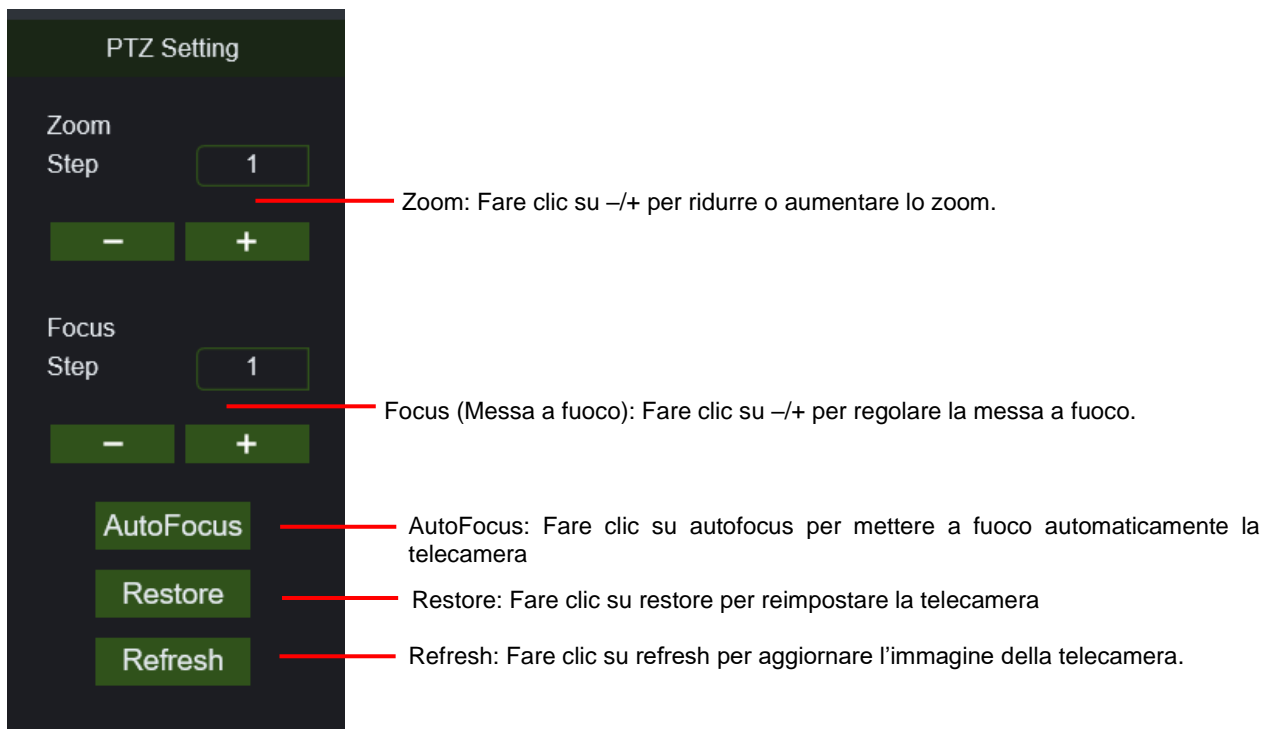 PTZ Setting
Zoom
Step 1
Zoom: Fare clic su –/+ per ridurre o aumentare lo zoom.
– +
Focus
Step 1
Focus (Messa a fuoco): Fare clic su –/+ per regolare la messa a fuoco.
– +
AutoFocus
AutoFocus: Fare clic su autofocus per mettere a fuoco automaticamente la
telecamera
Restore
Restore: Fare clic su restore per reimpostare la telecamera
Refresh
Refresh: Fare clic su refresh per aggiornare l’immagine della telecamera.